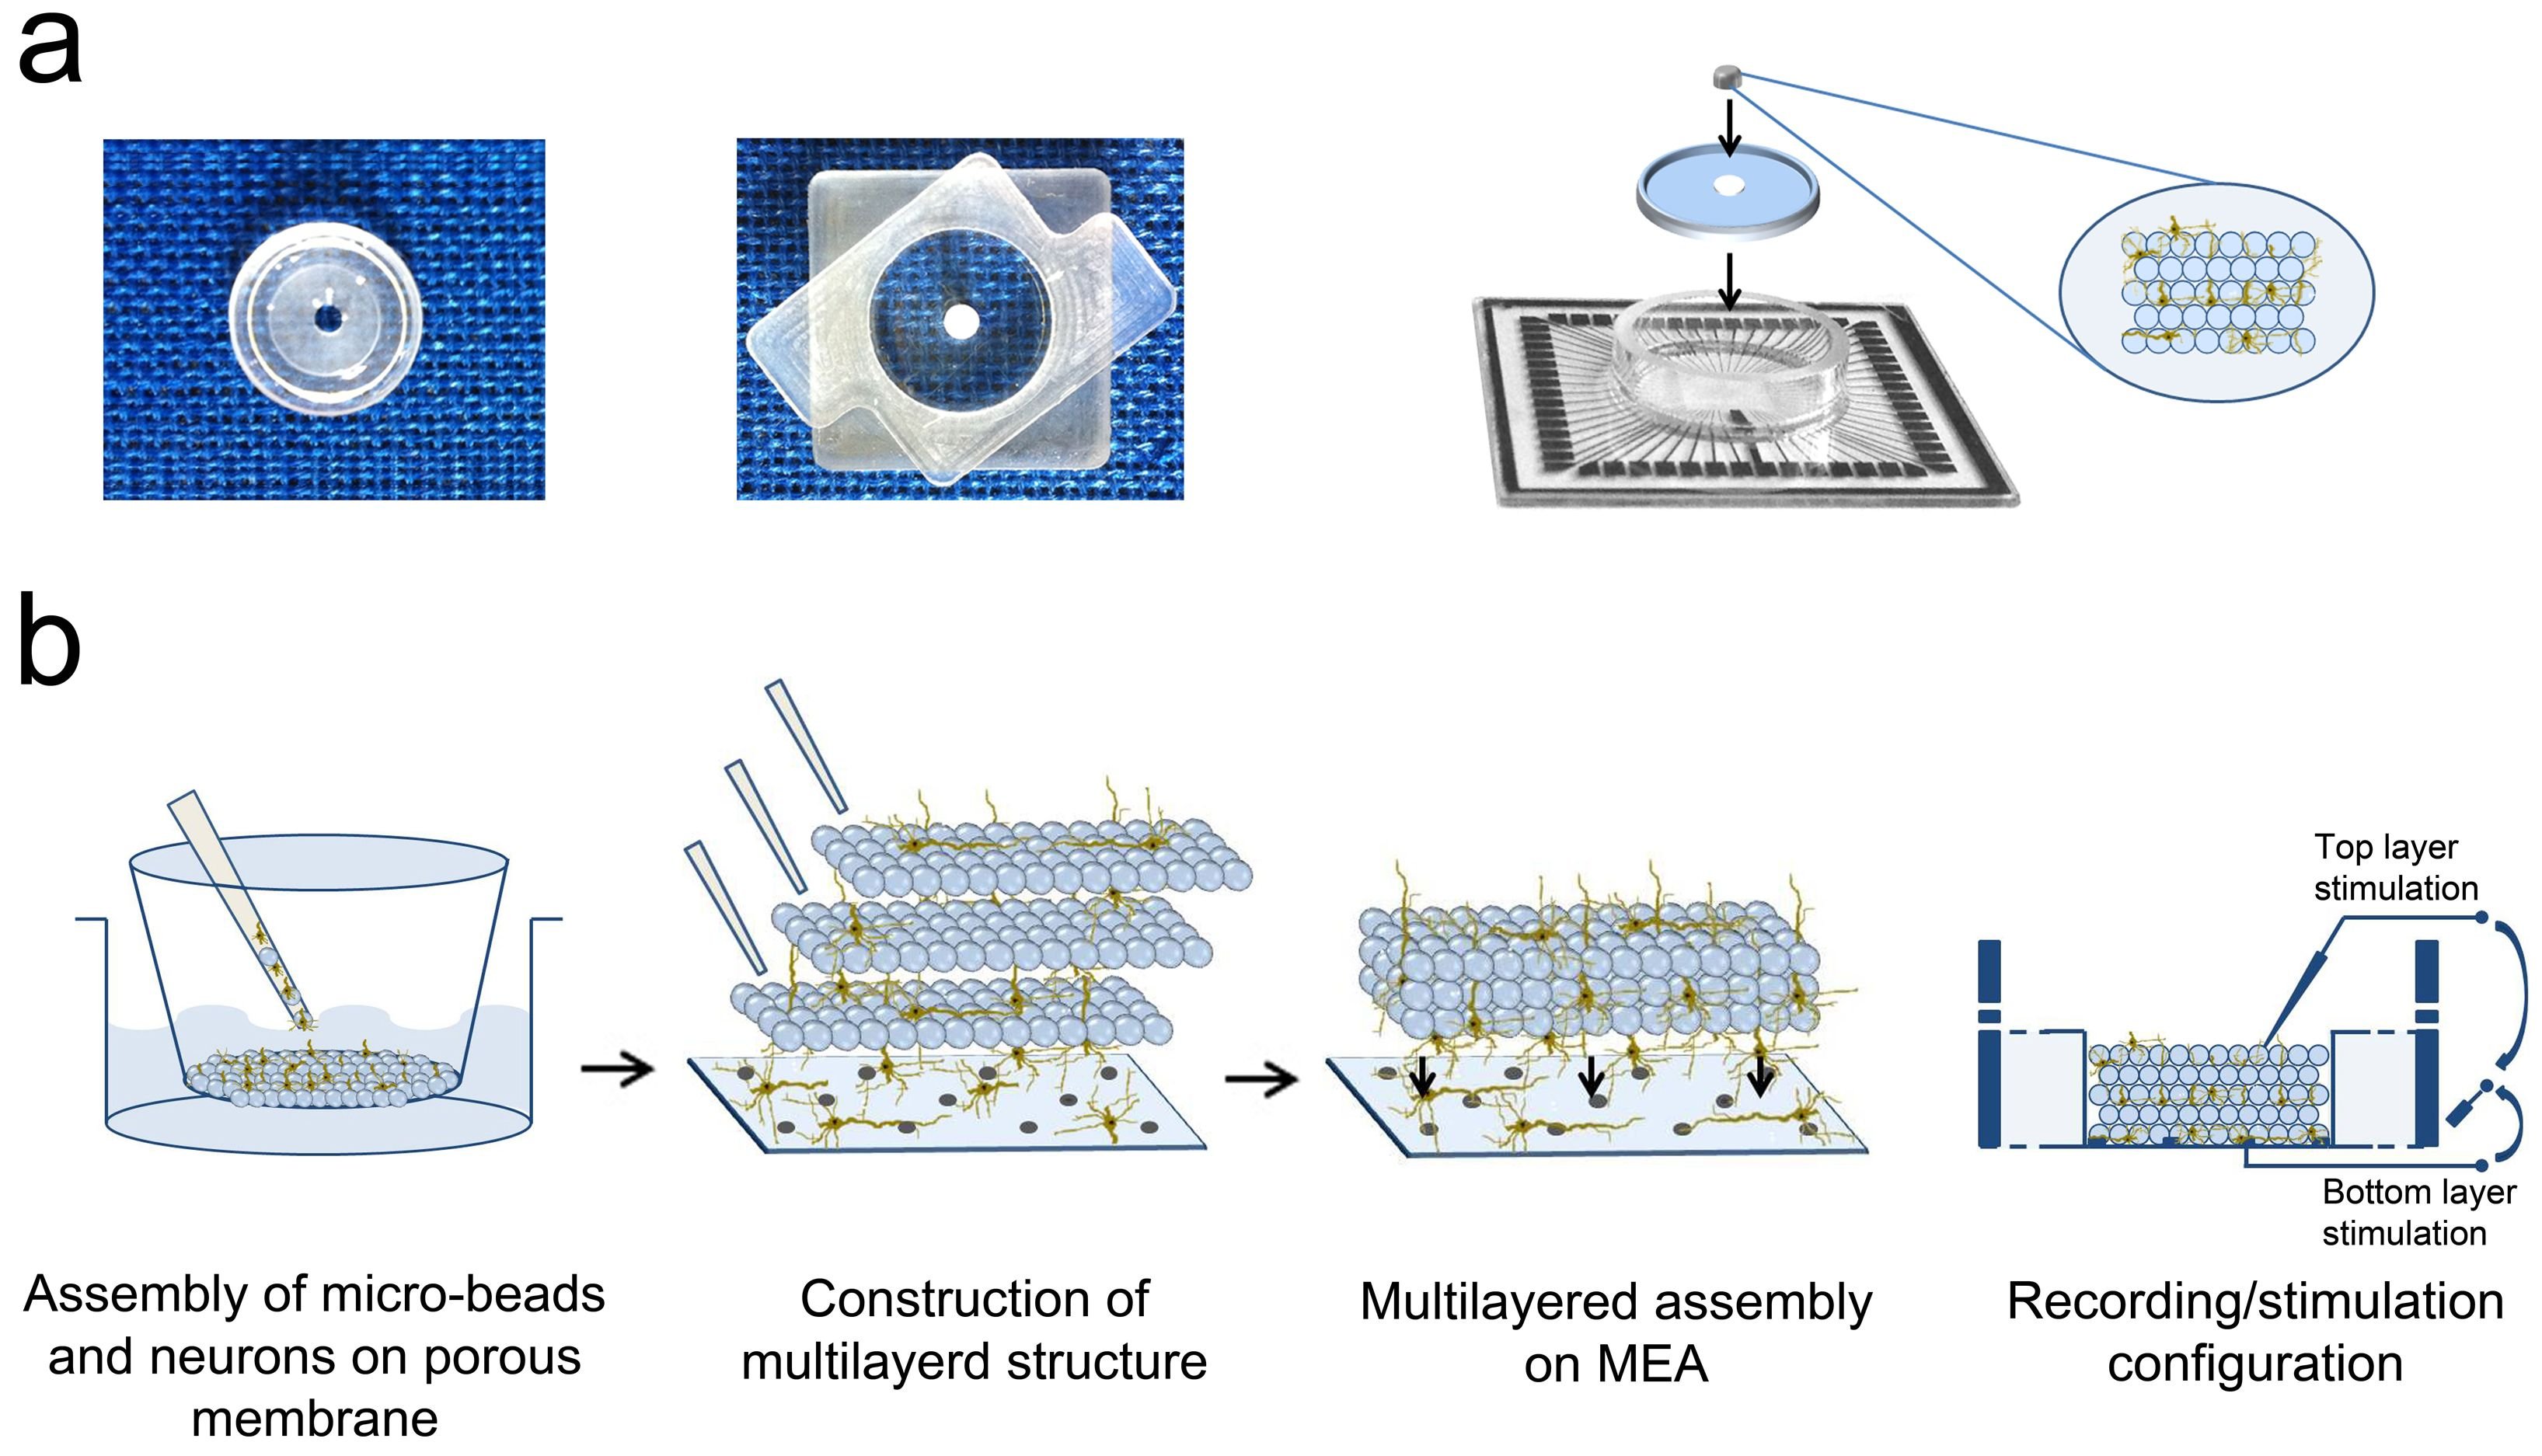 a
b
Top layer
stimulation
Bottom layer
stimulation
Assembly of micro-beads
and neurons on porous
membrane
Construction of
multilayerd structure
Multilayered assembly
on MEA
Recording/stimulation
configuration